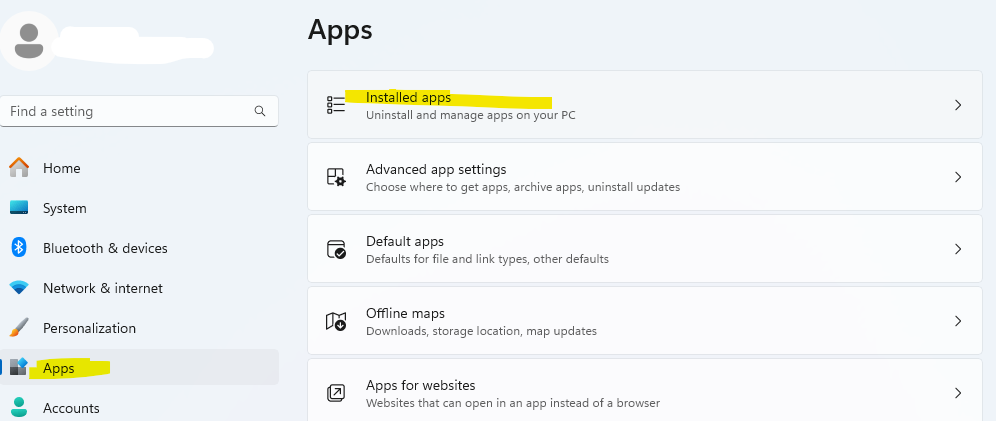 Apps
Find a setting
Home
System
Bluetooth & devices
Network & internet
Personalization
Apps
Accounts
Installed apps
Uninstall and manage apps on your PC
Advanced app settings
Choose where to get apps, archive apps, uninstall updates
Default apps
Defaults for file and link types, other defaults
Offline maps
Downloads, storage location, map updates
Apps for websites
Websites that can open in an app instead of a browser